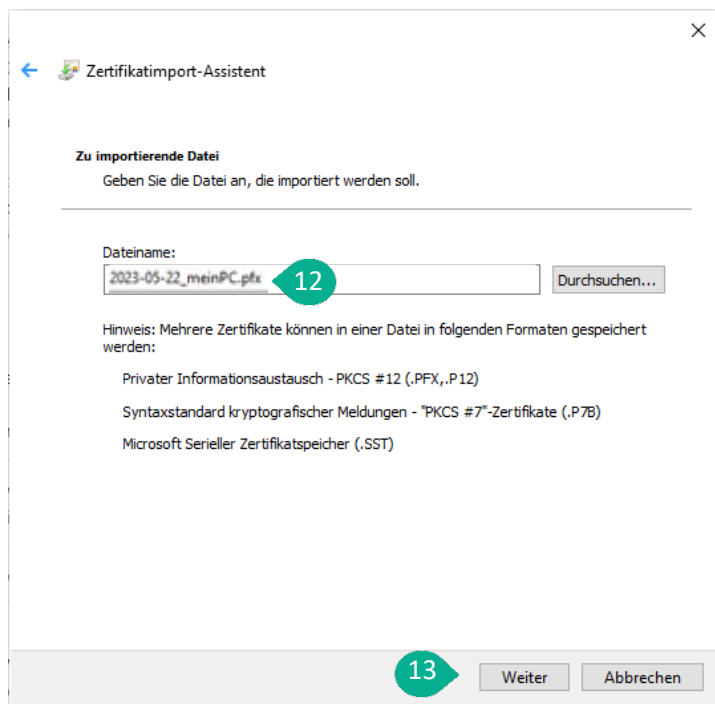 Zertifikatimport-Assistent
Zu importierende Datei
Geben Sie die Datei an, die importiert werden soll.
Dateiname:
2023-05-22_meinPC.pfx
12
Durchsuchen...
Hinweis: Mehrere Zertifikate können in einer Datei in folgenden Formaten gespeichert
werden:
Privater Informationsaustausch - PKCS #12 (.PFX,.P12)
Syntaxstandard kryptografischer Meldungen - "PKCS #7"-Zertifikate (.P7B)
Microsoft Serieller Zertifikatspeicher (.SST)
13
Weiter
Abbrechen